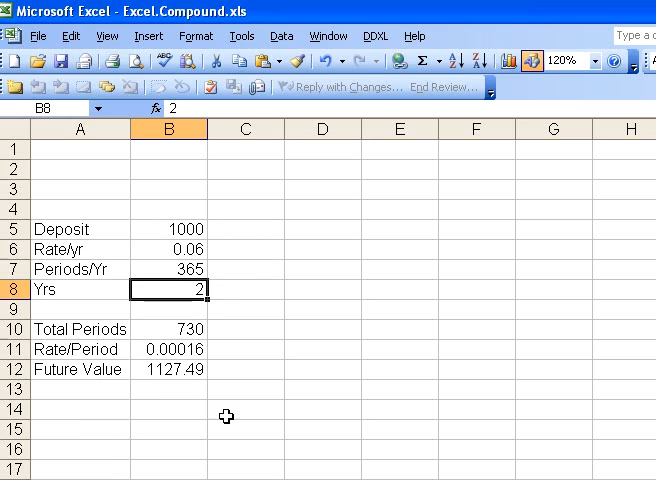 Microsoft Excel - Excel.Compound.xls
File Edit View Insert Format Tools Data Window DDXL Help Type a
120%
Reply with Changes... End Review...
B8 fx 2
A B C D E F G H
1
2
3
4
5 Deposit 1000
6 Rate/yr 0.06
7 Periods/Yr 365
8 Yrs 2
9
10 Total Periods 730
11 Rate/Period 0.00016
12 Future Value 1127.49
13
14
15
16
17